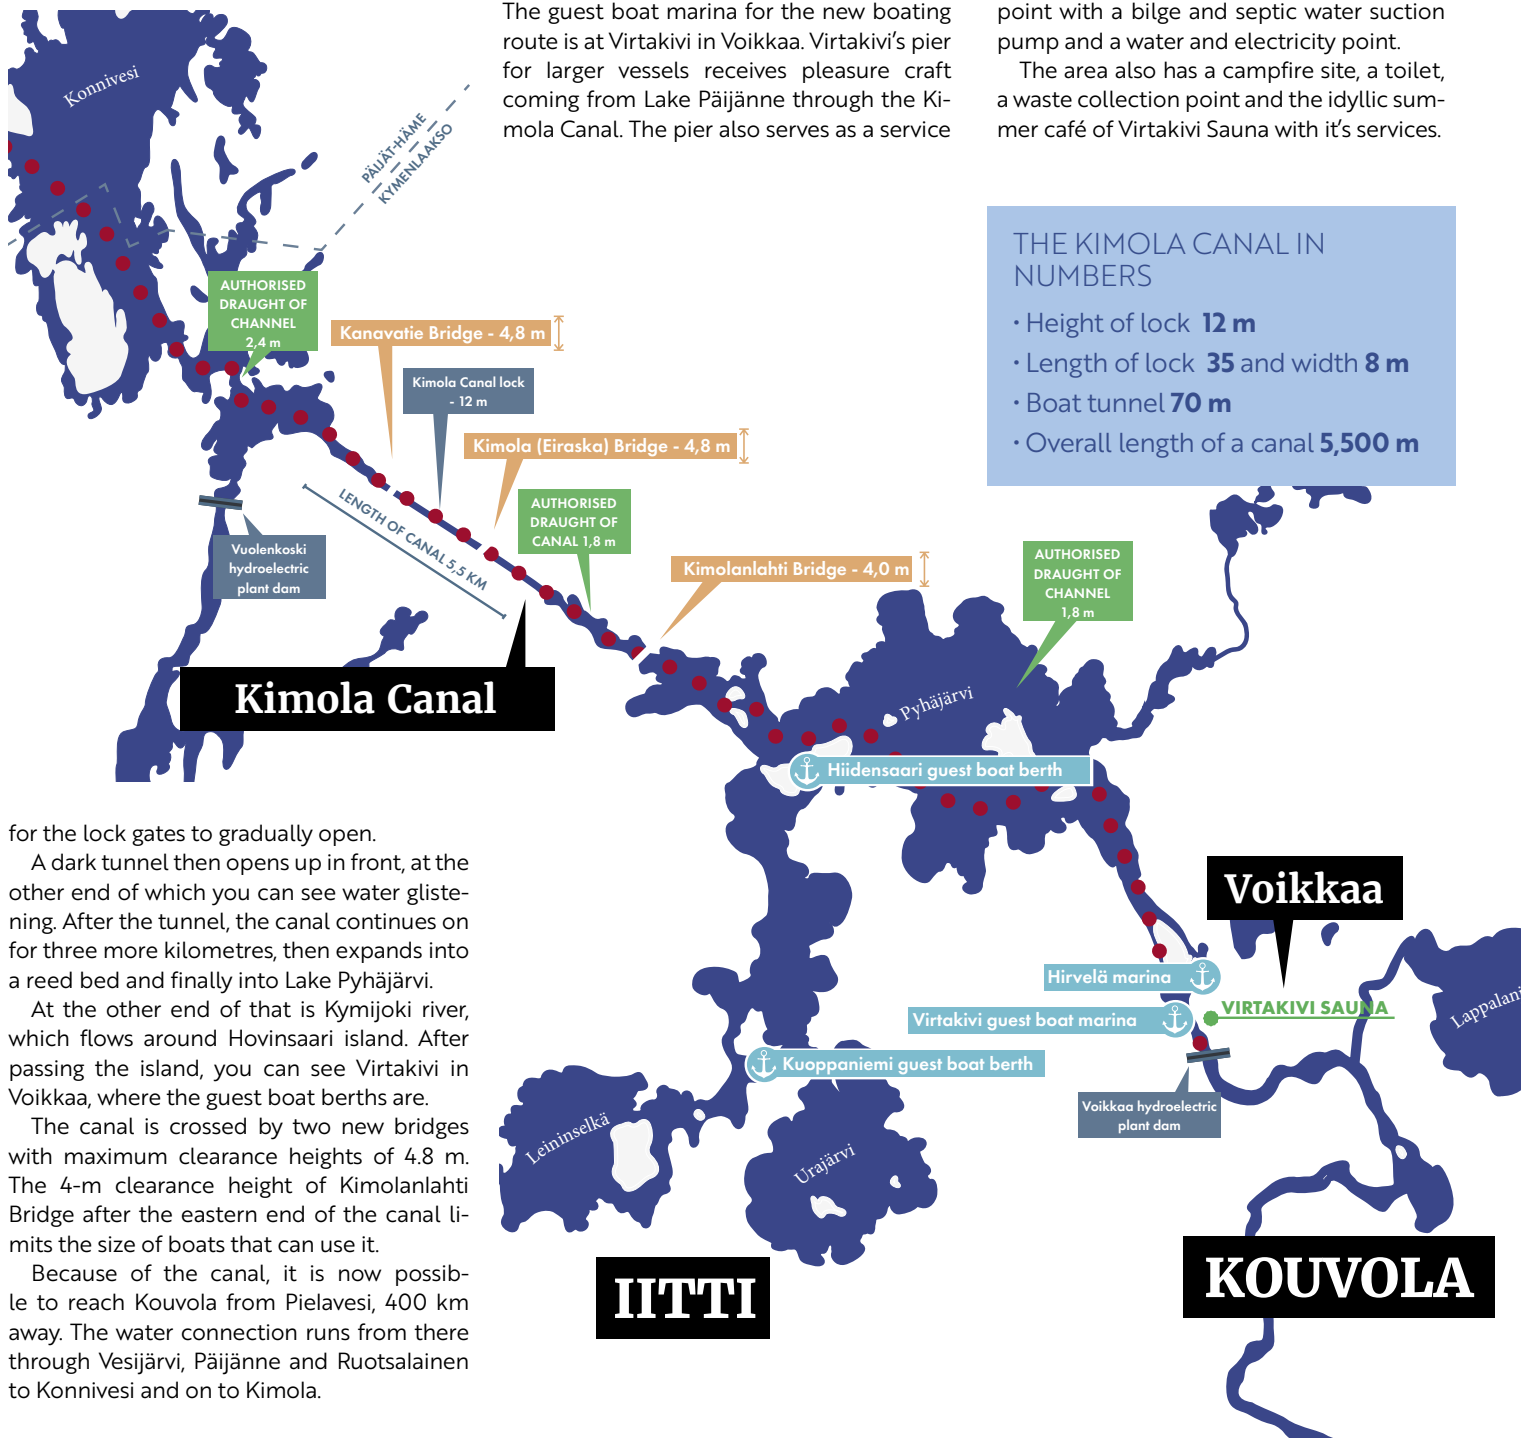 The guest boat marina for the new boating
route is at Virtakivi in Voikkaa. Virtakivi's pier
for larger vessels receives pleasure craft
coming from Lake Päijänne through the Ki-
mola Canal. The pier also serves as a service
point with a bilge and septic water suction
pump and a water and electricity point.
The area also has a campfire site, a toilet,
a waste collection point and the idyllic sum-
mer café of Virtakivi Sauna with it's services.
THE KIMOLA CANAL IN
NUMBERS
• Height of lock 12 m
• Length of lock 35 and width 8 m
• Boat tunnel 70 m
• Overall length of a canal 5,500 m
Konnivesi
PÄIJÄT-HÄME
KYMENLAAKSO
AUTHORISED
DRAUGHT OF
CHANNEL
2,4 m
Kanavatie Bridge - 4,8 m
Kimola Canal lock
- 12 m
Kimola (Eiraska) Bridge - 4,8 m
LENGTH OF CANAL 5,5 KM
AUTHORISED
DRAUGHT OF
CANAL 1,8 m
Vuolenkoski
hydroelectric
plant dam
Kimolanlahti Bridge - 4,0 m
AUTHORISED
DRAUGHT OF
CHANNEL
1,8 m
Kimola Canal
Pyhäjärvi
Hiidensaari guest boat berth
Voikkaa
Hirvelä marina
VIRTAKIVI SAUNA
Virtakivi guest boat marina
Lappalanj
Kuoppaniemi guest boat berth
Voikkaa hydroelectric
plant dam
Leininselkä
Urajärvi
IITTI
KOUVOLA
for the lock gates to gradually open.
A dark tunnel then opens up in front, at the
other end of which you can see water gliste-
ning. After the tunnel, the canal continues on
for three more kilometres, then expands into
a reed bed and finally into Lake Pyhäjärvi.
At the other end of that is Kymijoki river,
which flows around Hovinsaari island. After
passing the island, you can see Virtakivi in
Voikkaa, where the guest boat berths are.
The canal is crossed by two new bridges
with maximum clearance heights of 4.8 m.
The 4-m clearance height of Kimolanlahti
Bridge after the eastern end of the canal li-
mits the size of boats that can use it.
Because of the canal, it is now possib-
le to reach Kouvola from Pielavesi, 400 km
away. The water connection runs from there
through Vesijärvi, Päijänne and Ruotsalainen
to Konnivesi and on to Kimola.